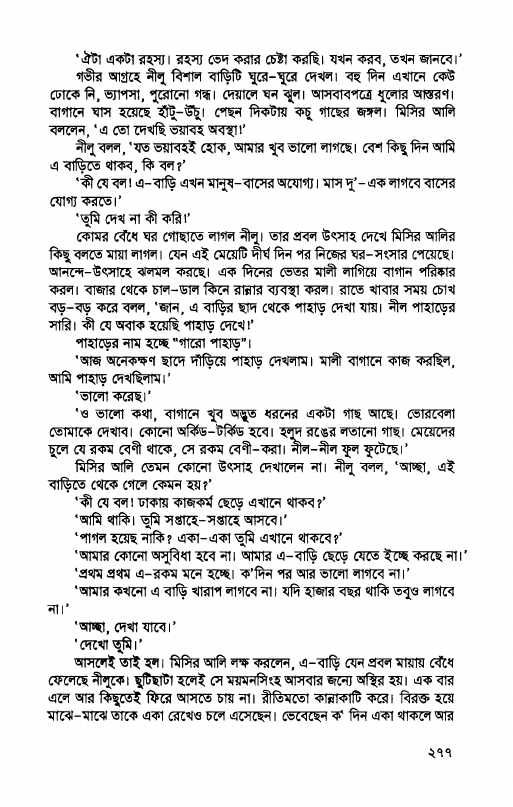 ‘ঐটা একটা রহস্য। রহস্য ভেদ করার চেষ্টা করছি। যখন করব, তখন জানবে।’
গভীর আগ্রহে নীলু বিশাল বাড়িটি ঘুরে-ঘুরে দেখল। বহু দিন এখানে কেউ
ঢোকে নি, ভ্যাপসা, পুরোনো গন্ধ। দেয়ালে ঘন ঝুল। আসবাবপত্রে ধুলোর আস্তরণ।
বাগানে ঘাস হয়েছে হাঁটু-উঁচু। পেছন দিকটায় কচু গাছের জঙ্গল। মিসির আলি
বললেন, ‘এ তো দেখছি ভয়াবহ অবস্থা!’
নীলু বলল, ‘যত ভয়াবহই হোক, আমার খুব ভালো লাগছে। বেশ কিছু দিন আমি
এ বাড়িতে থাকব, কি বল?’
‘কী যে বল! এ-বাড়ি এখন মানুষ-বাসের অযোগ্য। মাস দু’-এক লাগবে বাসের
যোগ্য করতে।’
‘তুমি দেখ না কী করি!’
কোমর বেঁধে ঘর গোছাতে লাগল নীলু। তার প্রবল উৎসাহ দেখে মিসির আলির
কিছু বলতে মায়া লাগল। যেন এই মেয়েটি দীর্ঘ দিন পর নিজের ঘর-সংসার পেয়েছে।
আনন্দে-উৎসাহে ঝলমল করছে। এক দিনের ভেতর মালী লাগিয়ে বাগান পরিষ্কার
করল। বাজার থেকে চাল-ডাল কিনে রান্নার ব্যবস্থা করল। রাতে খাবার সময় চোখ
বড়-বড় করে বলল, ‘জান, এ বাড়ির ছাদ থেকে পাহাড় দেখা যায়। নীল পাহাড়ের
সারি। কী যে অবাক হয়েছি পাহাড় দেখে!’
পাহাড়ের নাম হচ্ছে “গারো পাহাড়”।
‘আজ অনেকক্ষণ ছাদে দাঁড়িয়ে পাহাড় দেখলাম। মালী বাগানে কাজ করছিল,
আমি পাহাড় দেখছিলাম।’
‘ভালো করেছ।’
‘ও ভালো কথা, বাগানে খুব অদ্ভুত ধরনের একটা গাছ আছে। ভোরবেলা
তোমাকে দেখাব। কোনো অর্কিড-টর্কিড হবে। হলুদ রঙের লতানো গাছ। মেয়েদের
চুলে যে রকম বেণী থাকে, সে রকম বেণী-করা। নীল-নীল ফুল ফুটেছে।’
মিসির আলি তেমন কোনো উৎসাহ দেখালেন না। নীলু বলল, ‘আচ্ছা, এই
বাড়িতে থেকে গেলে কেমন হয়?’
‘কী যে বল! ঢাকায় কাজকর্ম ছেড়ে এখানে থাকব?’
‘আমি থাকি। তুমি সপ্তাহে-সপ্তাহে আসবে।’
‘পাগল হয়েছ নাকি? একা-একা তুমি এখানে থাকবে?’
‘আমার কোনো অসুবিধা হবে না। আমার এ-বাড়ি ছেড়ে যেতে ইচ্ছে করছে না।’
‘প্রথম প্রথম এ-রকম মনে হচ্ছে। ক’দিন পর আর ভালো লাগবে না।’
‘আমার কখনো এ বাড়ি খারাপ লাগবে না। যদি হাজার বছর থাকি তবুও লাগবে
না।’
‘আচ্ছা, দেখা যাবে।’
‘দেখো তুমি।’
আসলেই তাই হল। মিসির আলি লক্ষ করলেন, এ-বাড়ি যেন প্রবল মায়ায় বেঁধে
ফেলেছে নীলুকে। ছুটিছাটা হলেই সে ময়মনসিংহ আসবার জন্যে অস্থির হয়। এক বার
এলে আর কিছুতেই ফিরে আসতে চায় না। রীতিমতো কান্নাকাটি করে। বিরক্ত হয়ে
মাঝে-মাঝে তাকে একা রেখেও চলে এসেছেন। ভেবেছেন ক’ দিন একা থাকলে আর
২৭৭